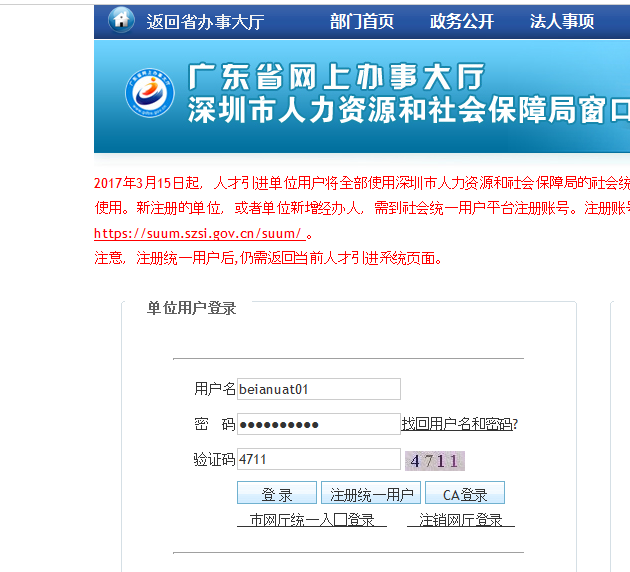 返回省办事大厅 部门首页 政务公开 法人事项
广东省网上办事大厅
深圳市人力资源和社会保障局窗口
2017年3月15日起，人才引进单位用户将全部使用深圳市人力资源和社会保障局的社会统
使用。新注册的单位，或者单位新增经办人，需到社会统一用户平台注册账号。注册账号
https://suum.szsi.gov.cn/suum/ 。
注意，注册统一用户后,仍需返回当前人才引进系统页面。
单位用户登录
用户名 beianuat01
密 码 ●●●●●●●●●● 找回用户名和密码?
验证码 4711 4711
登 录 注册统一用户 CA登录
市网厅统一入口登录 注销网厅登录